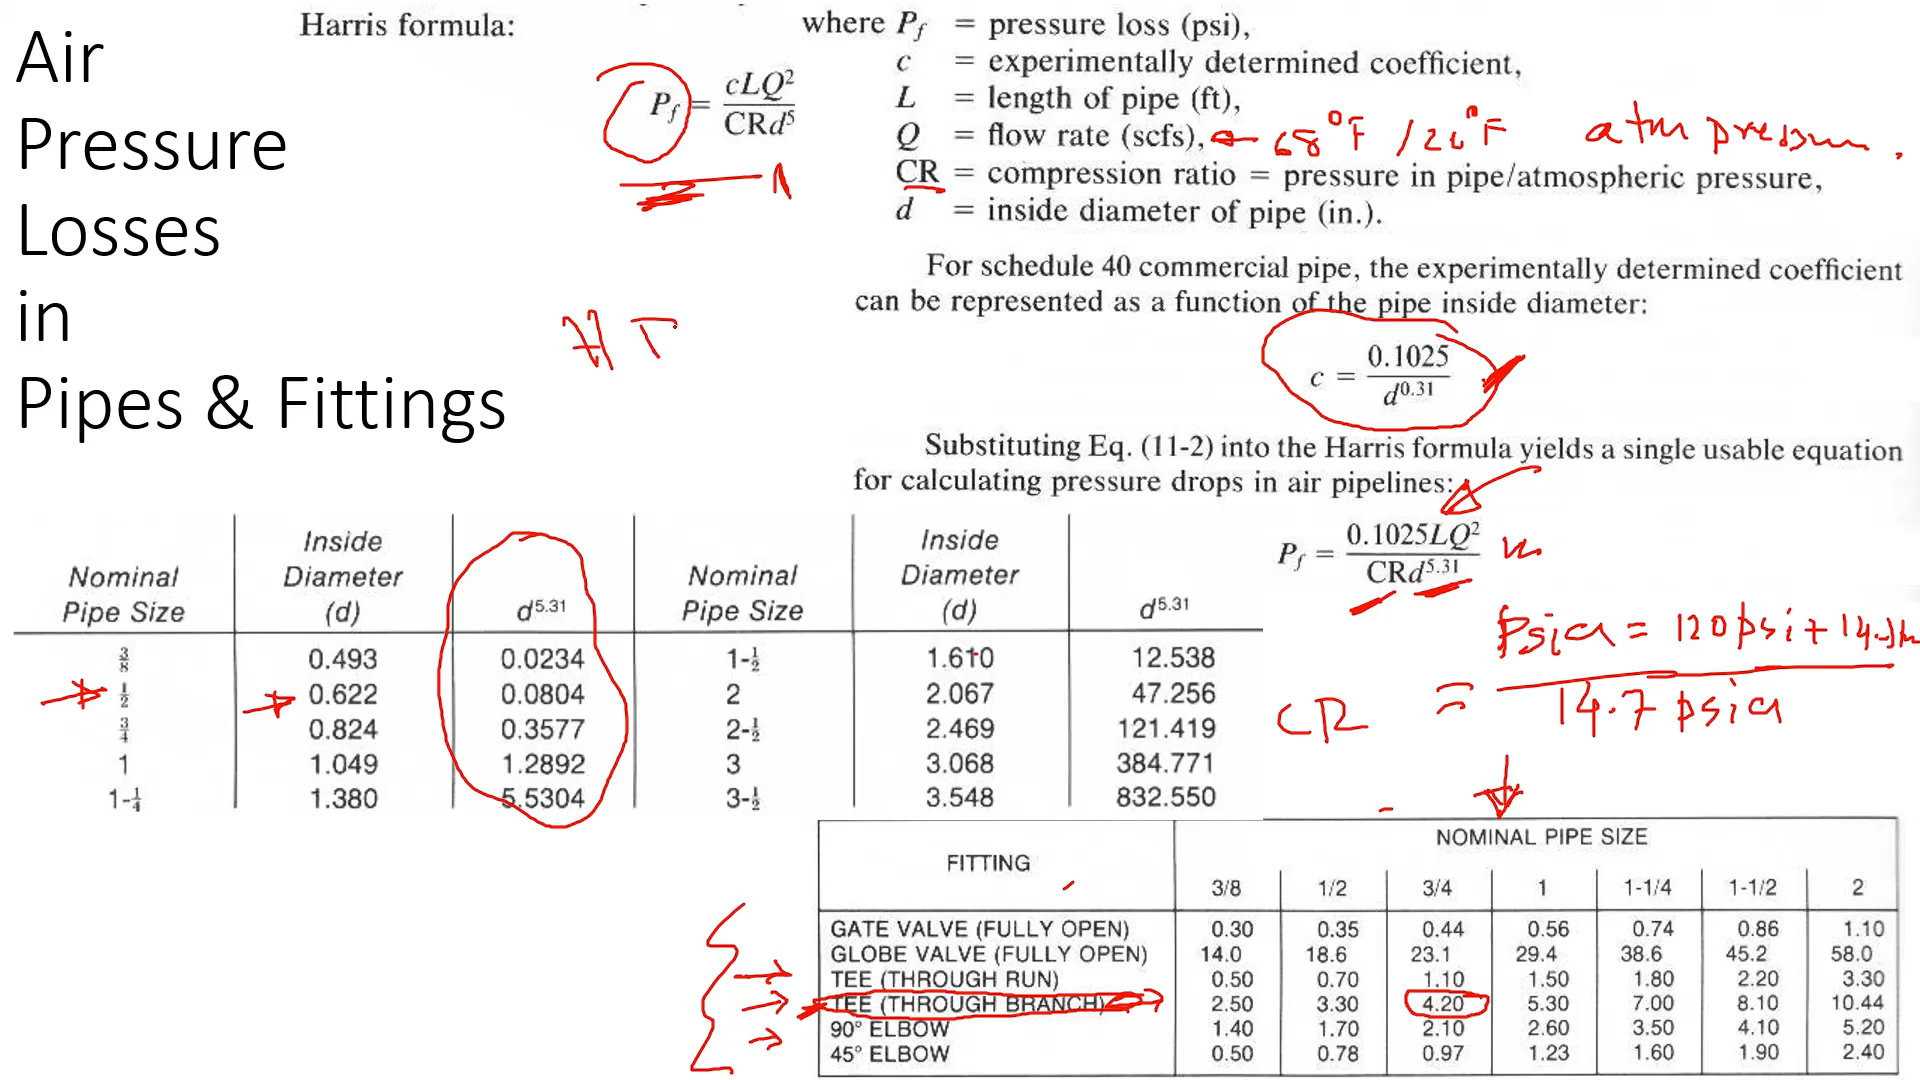 Air
Pressure
Losses
in
Pipes & Fittings
Harris formula:
P_f = cLQ² / CRd⁵
where P_f = pressure loss (psi),
c = experimentally determined coefficient,
L = length of pipe (ft),
Q = flow rate (scfs), ← 68°F / 20°F atm pressure.
CR = compression ratio = pressure in pipe/atmospheric pressure,
d = inside diameter of pipe (in.).
For schedule 40 commercial pipe, the experimentally determined coefficient
can be represented as a function of the pipe inside diameter:
c = 0.1025 / d^0.31
Substituting Eq. (11-2) into the Harris formula yields a single usable equation
for calculating pressure drops in air pipelines:
P_f = 0.1025LQ² / CRd^5.31
CR = psia = 120 psi + 14.7 / 14.7 psia
Nominal Pipe Size | Inside Diameter (d) | d^5.31 | Nominal Pipe Size | Inside Diameter (d) | d^5.31
3/8 | 0.493 | 0.0234 | 1-1/2 | 1.610 | 12.538
1/2 | 0.622 | 0.0804 | 2 | 2.067 | 47.256
3/4 | 0.824 | 0.3577 | 2-1/2 | 2.469 | 121.419
1 | 1.049 | 1.2892 | 3 | 3.068 | 384.771
1-1/4 | 1.380 | 5.5304 | 3-1/2 | 3.548 | 832.550
FITTING | NOMINAL PIPE SIZE
3/8 | 1/2 | 3/4 | 1 | 1-1/4 | 1-1/2 | 2
GATE VALVE (FULLY OPEN) | 0.30 | 0.35 | 0.44 | 0.56 | 0.74 | 0.86 | 1.10
GLOBE VALVE (FULLY OPEN) | 14.0 | 18.6 | 23.1 | 29.4 | 38.6 | 45.2 | 58.0
TEE (THROUGH RUN) | 0.50 | 0.70 | 1.10 | 1.50 | 1.80 | 2.20 | 3.30
TEE (THROUGH BRANCH) | 2.50 | 3.30 | 4.20 | 5.30 | 7.00 | 8.10 | 10.44
90° ELBOW | 1.40 | 1.70 | 2.10 | 2.60 | 3.50 | 4.10 | 5.20
45° ELBOW | 0.50 | 0.78 | 0.97 | 1.23 | 1.60 | 1.90 | 2.40